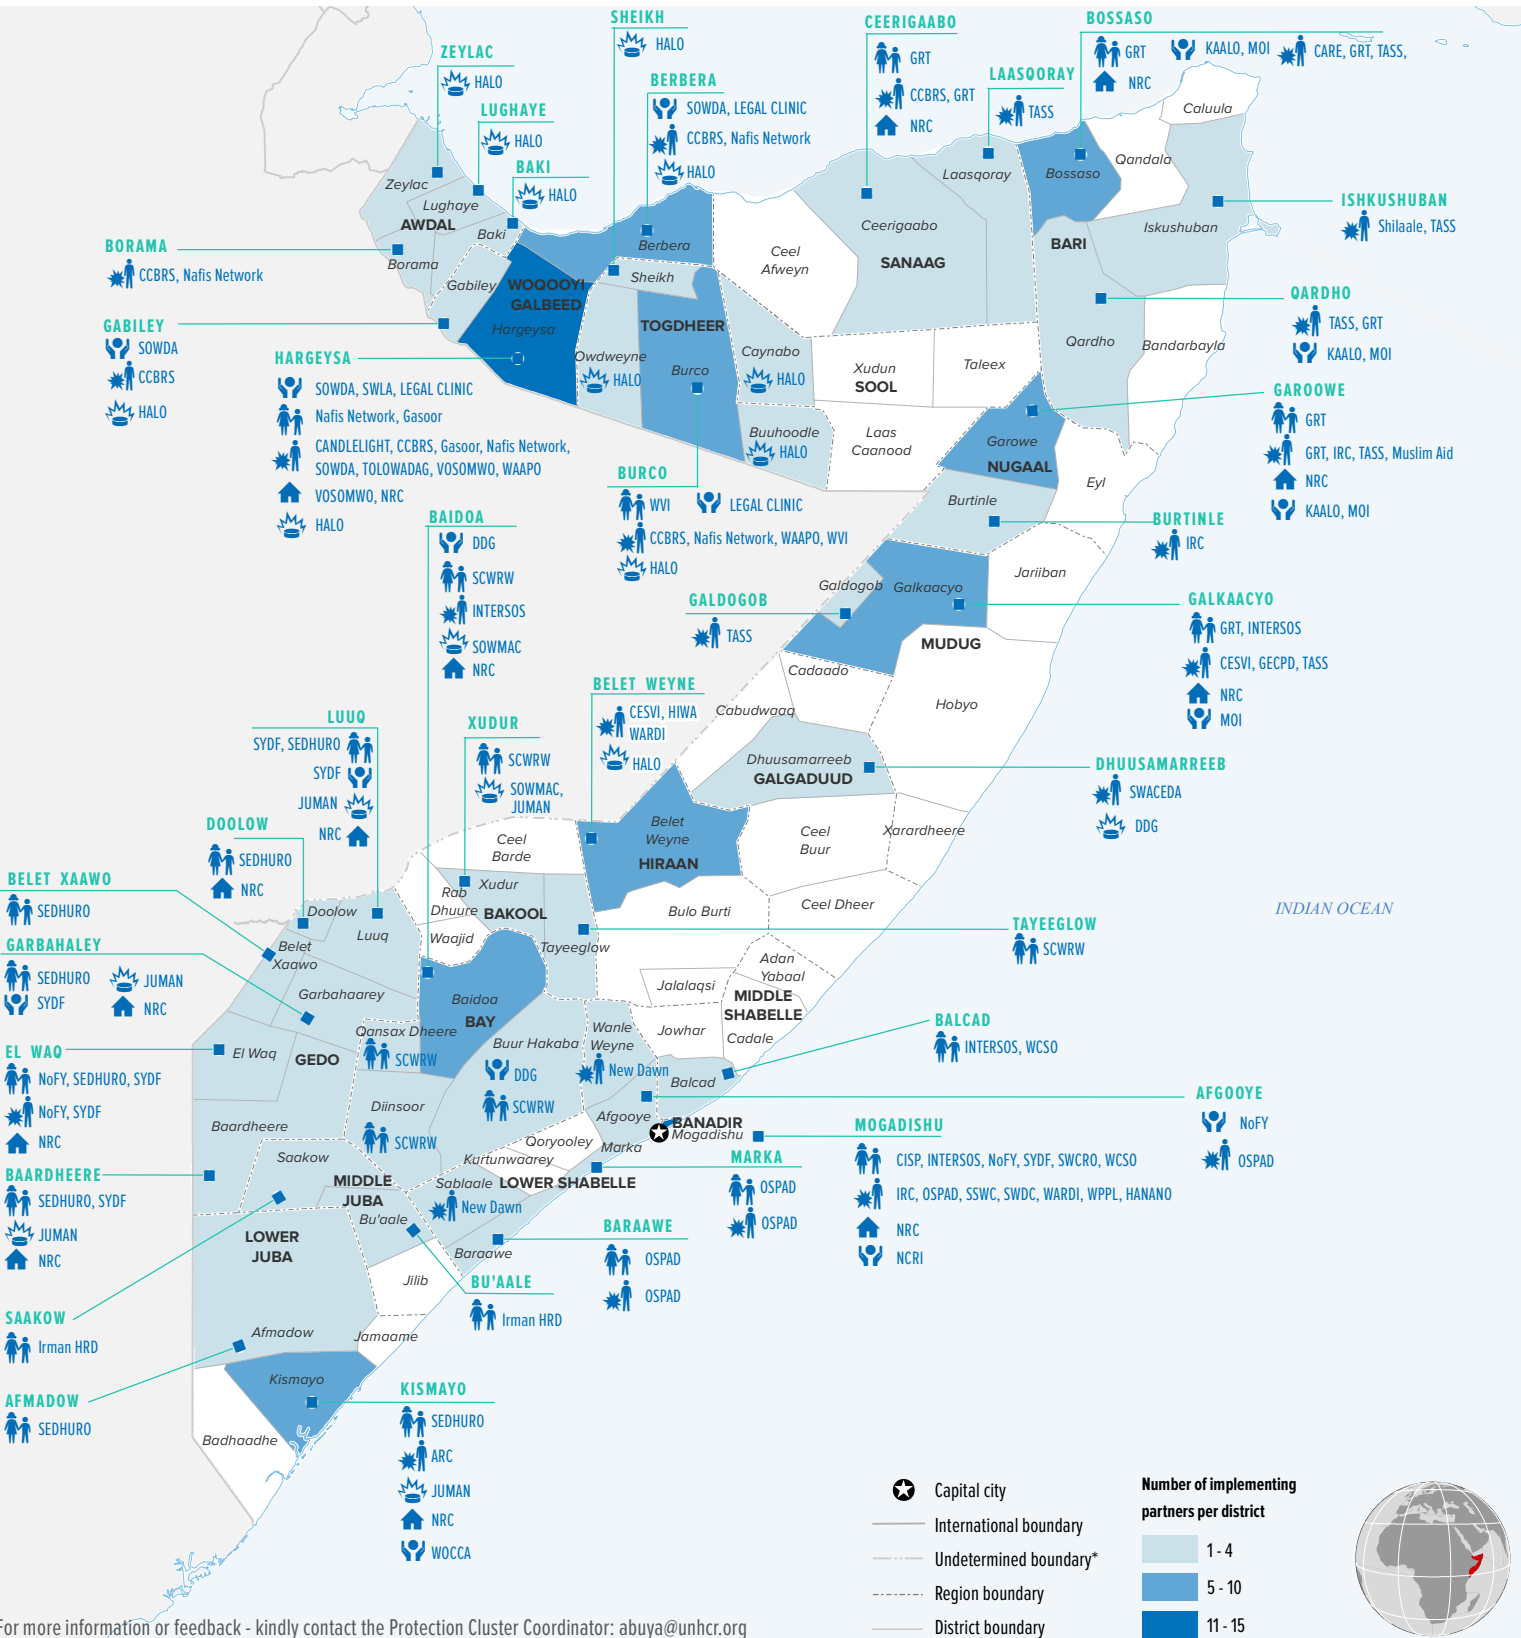 SHEIKH
HALO
ZEYLAC
HALO
LUGHAYE
HALO
BAKI
HALO
BERBERA
SOWDA, LEGAL CLINIC
CCBRS, Nafis Network
HALO
CEERIGAABO
GRT
CCBRS, GRT
NRC
LAASQORAY
TASS
BOSSASO
GRT
KAALO, MOI
CARE, GRT, TASS,
NRC
ISHKUSHUBAN
Shilaale, TASS
QARDHO
TASS, GRT
KAALO, MOI
GAROOWE
GRT
GRT, IRC, TASS, Muslim Aid
NRC
KAALO, MOI
BORAMA
CCBRS, Nafis Network
GABILEY
SOWDA
CCBRS
HALO
HARGEYSA
SOWDA, SWLA, LEGAL CLINIC
Nafis Network, Gasoor
CANDLELIGHT, CCBRS, Gasoor, Nafis Network,
SOWDA, TOLOWADAG, VOSOMWO, WAAPO
VOSOMWO, NRC
HALO
BURCO
WVI
LEGAL CLINIC
CCBRS, Nafis Network, WAAPO, WVI
HALO
BURTINLE
IRC
GALDOGOB
TASS
GALKAACYO
GRT, INTERSOS
CESVI, GECPD, TASS
NRC
MOI
BAIDOA
DDG
SCWRW
INTERSOS
SOWMAC
NRC
BELET WEYNE
CESVI, HIWA
WARDI
HALO
XUDUR
SCWRW
SOWMAC,
JUMAN
LUUQ
SYDF, SEDHURO
SYDF
JUMAN
NRC
DOOLOW
SEDHURO
NRC
DHUUSAMARREEB
SWACEDA
DDG
BELET XAAWO
SEDHURO
GARBAHALEY
SEDHURO
JUMAN
SYDF
NRC
EL WAQ
NoFY, SEDHURO, SYDF
NoFY, SYDF
NRC
BAARDHEERE
SEDHURO, SYDF
JUMAN
NRC
SAAKOW
Irman HRD
AFMADOW
SEDHURO
TAYEEGLOW
SCWRW
BALCAD
INTERSOS, WCSO
AFGOOYE
NoFY
OSPAD
MOGADISHU
CISP, INTERSOS, NoFY, SYDF, SWCRO, WCSO
IRC, OSPAD, SSWC, SWDC, WARDI, WPPL, HANANO
NRC
NCRI
MARKA
OSPAD
OSPAD
BARAAWE
OSPAD
OSPAD
BU'AALE
Irman HRD
KISMAYO
SEDHURO
ARC
JUMAN
NRC
WOCCA
Zeylac
Lughaye
AWDAL
Baki
Borama
Gabiley
WOQOOYI
GALBEED
Hargeysa
Berbera
Sheikh
TOGDHEER
Owdweyne
HALO
Burco
Caynabo
HALO
Buuhoodle
HALO
Ceel
Afweyn
Ceerigaabo
SANAAG
Laasqoray
Bossaso
Qandala
Caluula
Iskushuban
BARI
Qardho
Bandarbayla
Xudun
SOOL
Taleex
Laas
Caanood
Garowe
NUGAAL
Eyl
Burtinle
Jariiban
Galdogob
Galkaacyo
MUDUG
Cadaado
Cabudwaaq
Hobyo
Dhuusamarreeb
GALGADUUD
Belet
Weyne
HIRAAN
Ceel
Buur
Xarardheere
Ceel
Barde
Rab
Dhuure
Xudur
BAKOOL
Waajid
Tayeeglow
Bulo Burti
Ceel Dheer
Adan
Yabaal
Jalalaqsi
MIDDLE
SHABELLE
Jowhar
Cadale
Doolow
Luuq
Belet
Xaawo
Garbahaarey
El Waq
GEDO
Baidoa
BAY
Qansax Dheere
SCWRW
Buur Hakaba
DDG
SCWRW
Wanle
Weyne
New Dawn
Balcad
Diinsoor
SCWRW
Baardheere
Afgooye
BANADIR
Mogadishu
Qoryooley
Marka
Kurtunwaarey
LOWER SHABELLE
Saakow
MIDDLE
JUBA
Sablaale
New Dawn
Bu'aale
Baraawe
LOWER
JUBA
Jilib
Afmadow
Jamaame
Kismayo
Badhaadhe
INDIAN OCEAN
Capital city
International boundary
Undetermined boundary*
Region boundary
District boundary
Number of implementing
partners per district
1 - 4
5 - 10
11 - 15
For more information or feedback - kindly contact the Protection Cluster Coordinator: abuya@unhcr.org